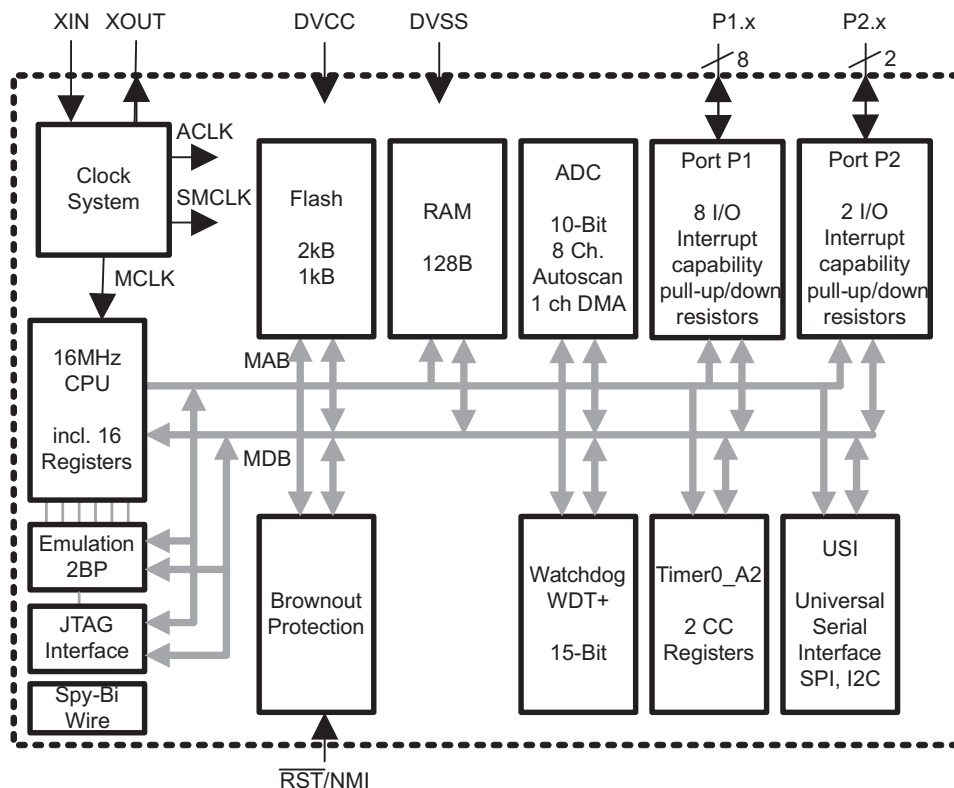 XIN XOUT DVCC DVSS P1.x P2.x
8 2
Clock
System
ACLK
SMCLK
MCLK
Flash
2kB
1kB
RAM
128B
ADC
10-Bit
8 Ch.
Autoscan
1 ch DMA
Port P1
8 I/O
Interrupt
capability
pull-up/down
resistors
Port P2
2 I/O
Interrupt
capability
pull-up/down
resistors
16MHz
CPU
incl. 16
Registers
MAB
MDB
Emulation
2BP
JTAG
Interface
Spy-Bi
Wire
Brownout
Protection
Watchdog
WDT+
15-Bit
Timer0_A2
2 CC
Registers
USI
Universal
Serial
Interface
SPI, I2C
RST/NMI